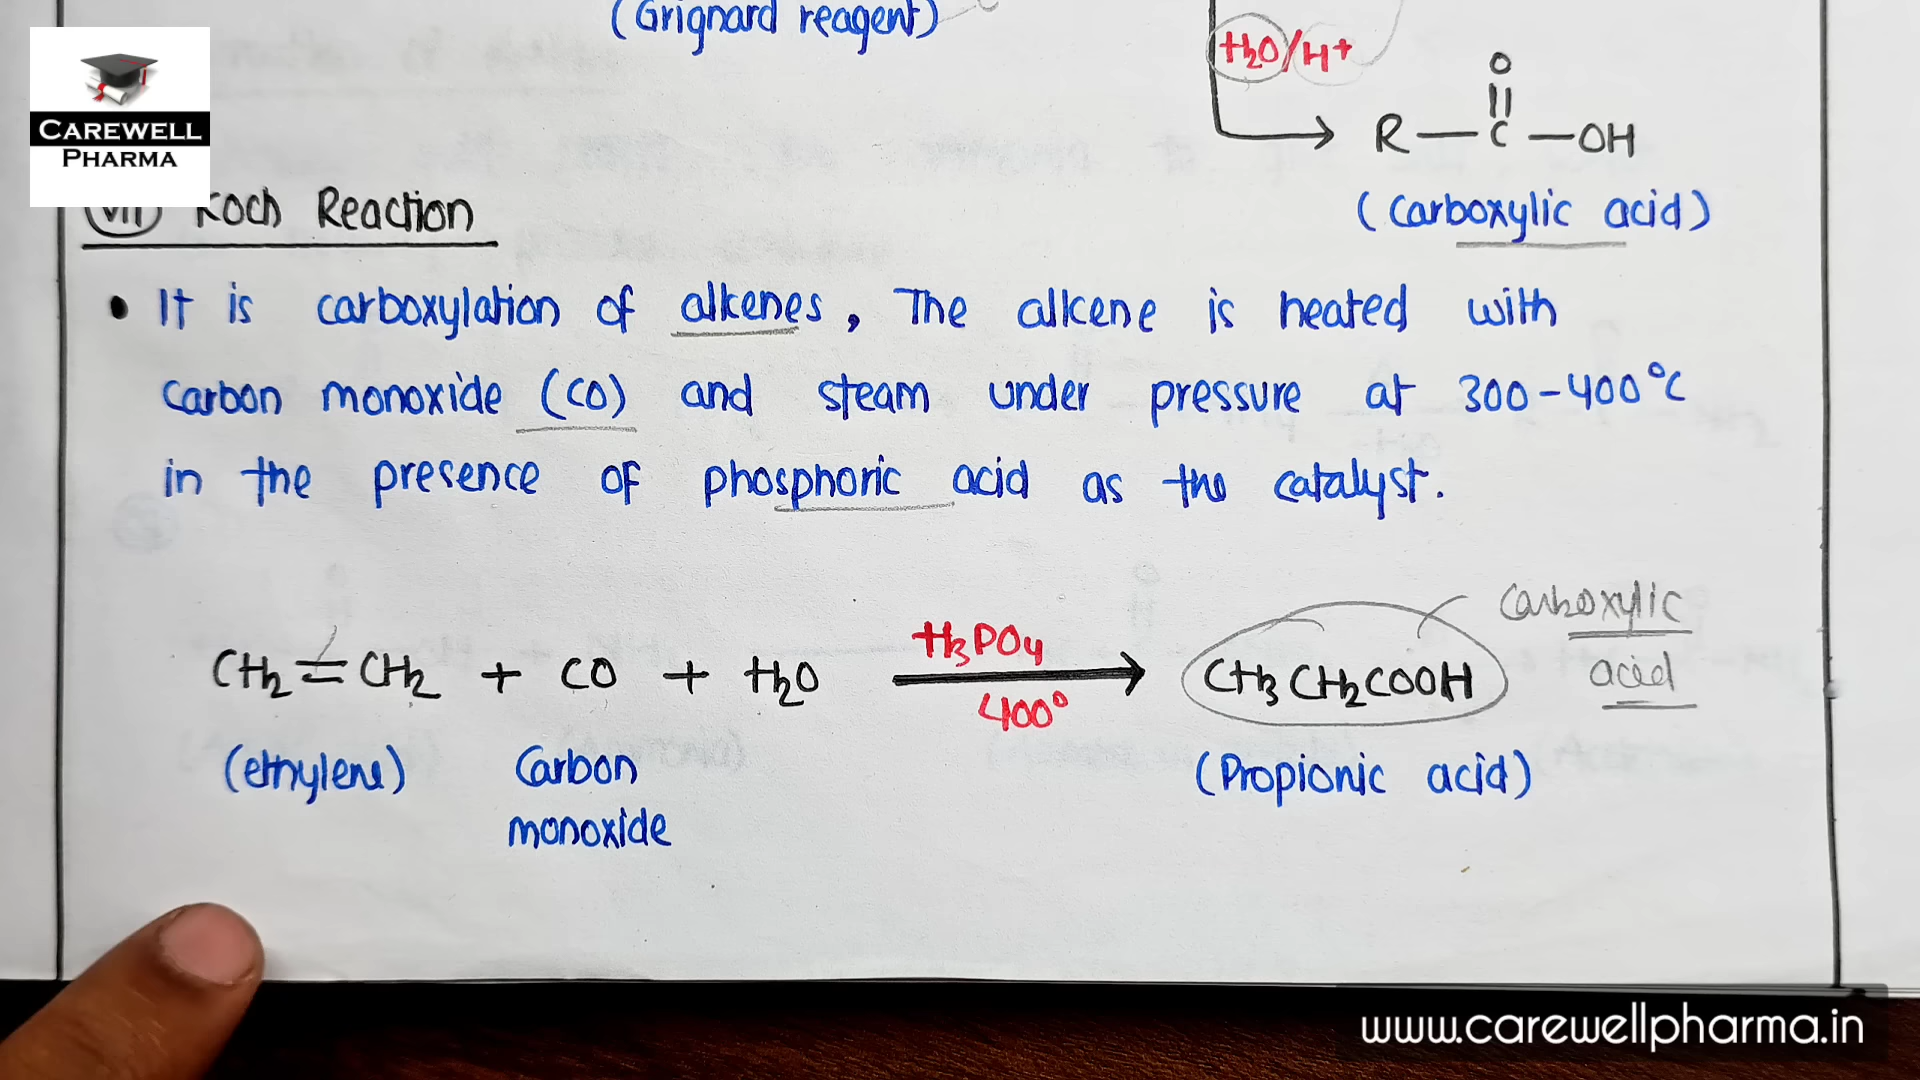 (Grignard reagent)
H₂O/H+
O
R — C — OH
(Carboxylic acid)
CAREWELL
PHARMA
(vii) Koch Reaction
• It is carboxylation of alkenes, The alkene is heated with
Carbon monoxide (CO) and steam under pressure at 300-400°C
in the presence of phosphoric acid as the catalyst.
Carboxylic
acid
CH₂=CH₂ + CO + H₂O
H₃PO₄
400°
CH₃CH₂COOH
(ethylene)
Carbon
monoxide
(Propionic acid)
www.carewellpharma.in